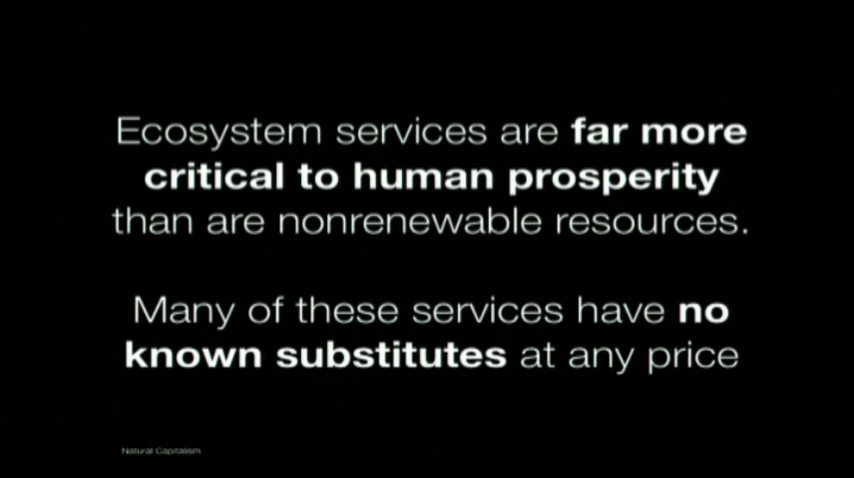 Ecosystem services are far more
critical to human prosperity
than are nonrenewable resources.
Many of these services have no
known substitutes at any price
Natural Capitalism